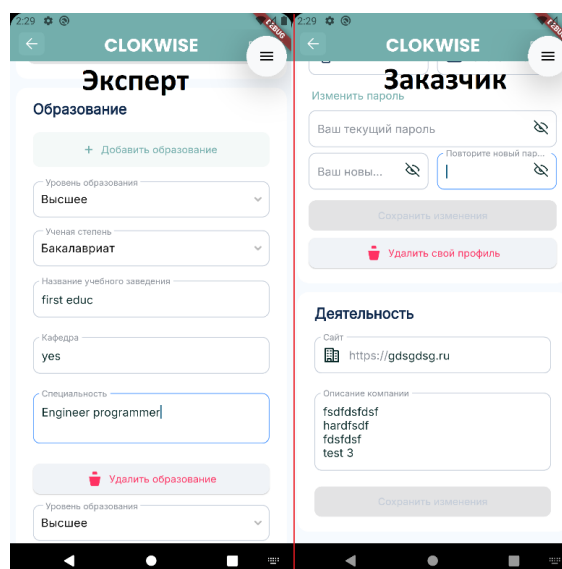 2:29
CLOKWISE
Эксперт
Образование
+ Добавить образование
Уровень образования
Высшее
Ученая степень
Бакалавриат
Название учебного заведения
first educ
Кафедра
yes
Специальность
Engineer programmer
Удалить образование
Уровень образования
Высшее
2:29
DEBUG
CLOKWISE
Заказчик
Изменить пароль
Ваш текущий пароль
Ваш новы...
Повторите новый пар...
Сохранить изменения
Удалить свой профиль
Деятельность
Сайт
https://gdsgdsg.ru
Описание компании
fsdfdsfdsf
hardfsdf
fdsfdsf
test 3
Сохранить изменения